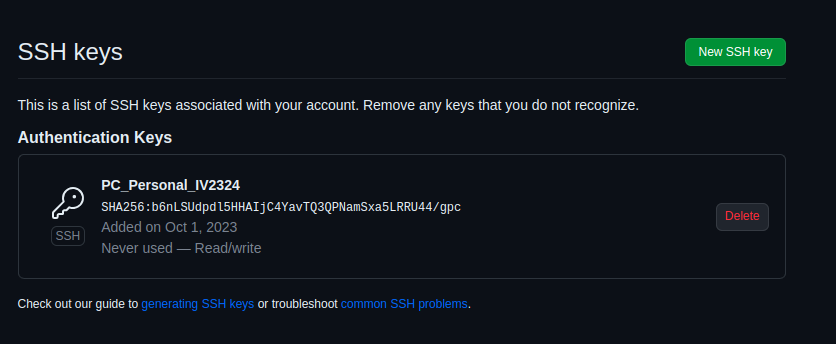 SSH keys
New SSH key
This is a list of SSH keys associated with your account. Remove any keys that you do not recognize.
Authentication Keys
PC_Personal_IV2324
SHA256:b6nLSUdpdl5HHAIjC4YavTQ3QPNamSxa5LRRU44/gpc
Added on Oct 1, 2023
Never used — Read/write
SSH
Delete
Check out our guide to generating SSH keys or troubleshoot common SSH problems.